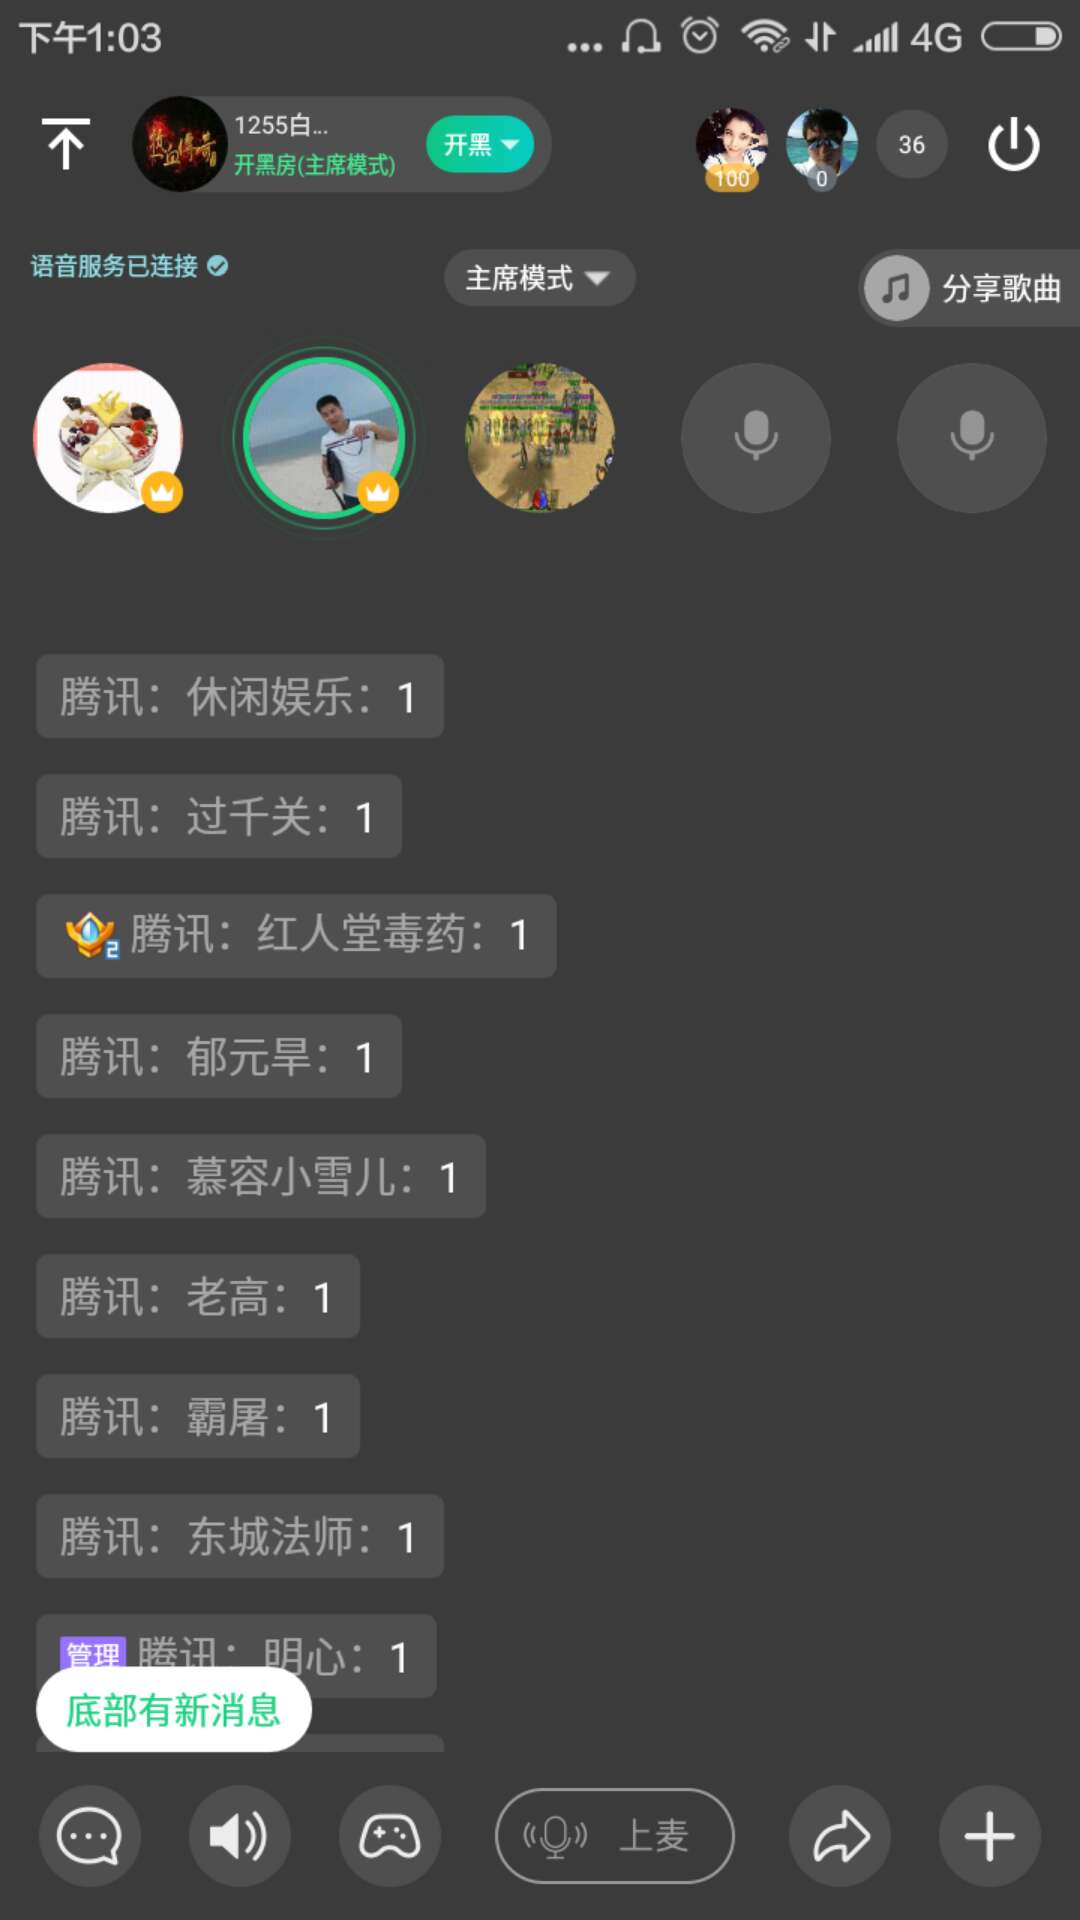 下午1:03
4G
热血传奇
1255白...
开黑房(主席模式)
开黑
100
0
36
语音服务已连接
主席模式
分享歌曲
腾讯：休闲娱乐：1
腾讯：过千关：1
2 腾讯：红人堂毒药：1
腾讯：郁元旱：1
腾讯：慕容小雪儿：1
腾讯：老高：1
腾讯：霸屠：1
腾讯：东城法师：1
管理 腾讯：明心：1
底部有新消息
上麦